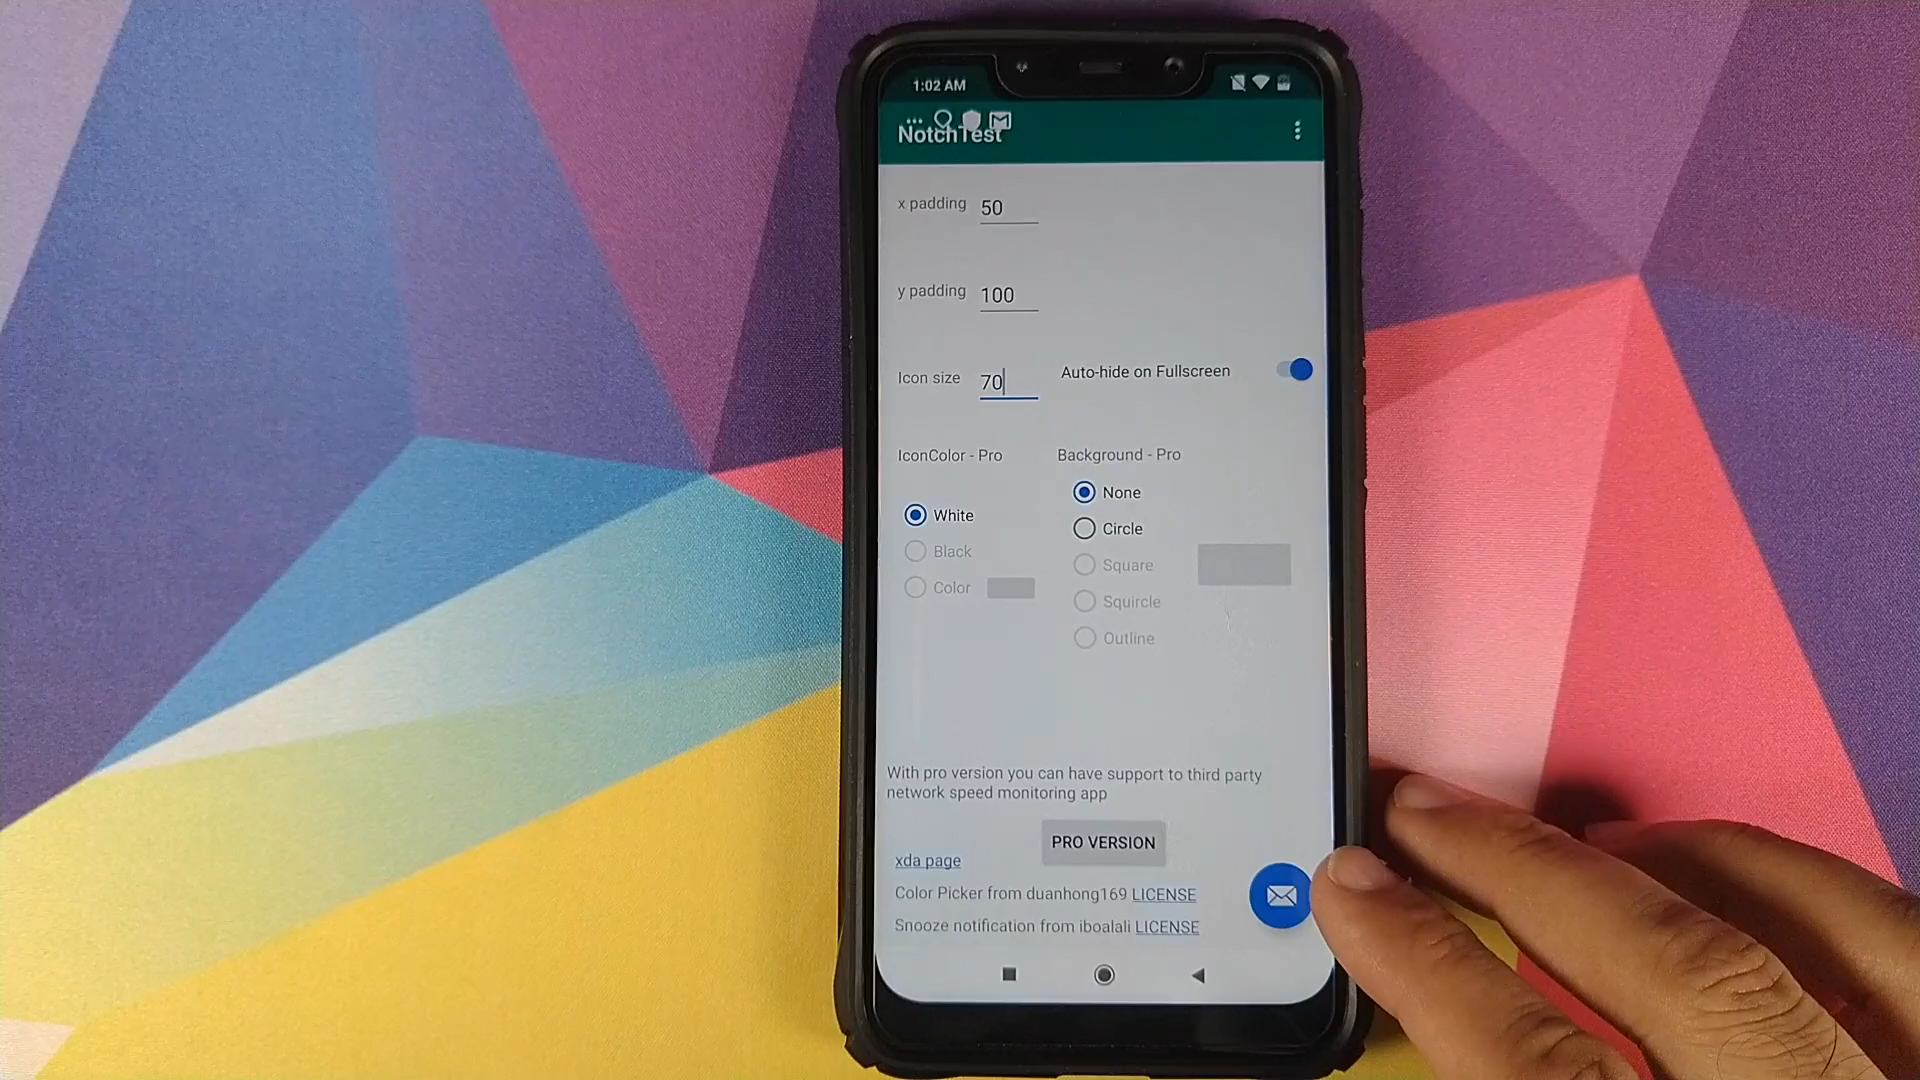 1:02 AM
NotchTest
x padding 50
y padding 100
Icon size 70
Auto-hide on Fullscreen
IconColor - Pro
Background - Pro
White
Black
Color
None
Circle
Square
Squircle
Outline
With pro version you can have support to third party
network speed monitoring app
PRO VERSION
xda page
Color Picker from duanhong169 LICENSE
Snooze notification from iboalali LICENSE